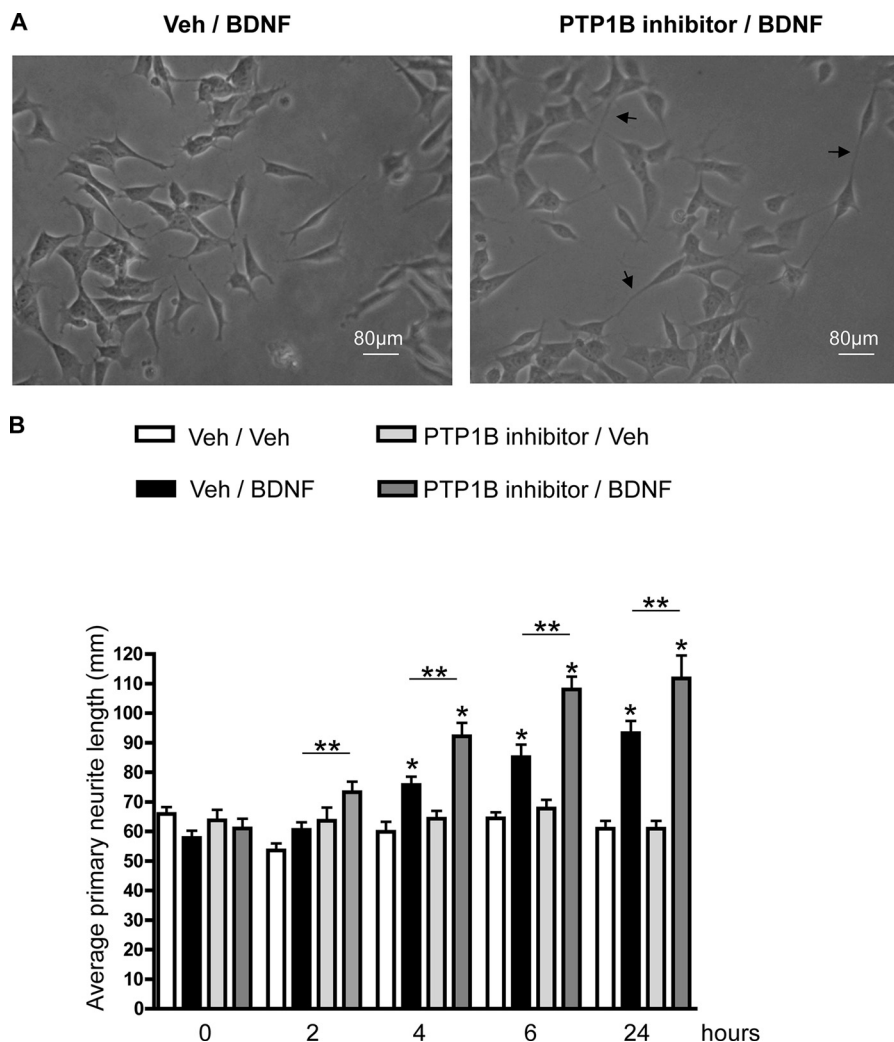 A
Veh / BDNF
PTP1B inhibitor / BDNF
80µm
80µm
B
Veh / Veh
PTP1B inhibitor / Veh
Veh / BDNF
PTP1B inhibitor / BDNF
Average primary neurite length (mm)
120
110
100
90
80
70
60
50
40
30
20
10
0
**
*
*
**
*
*
**
*
*
**
0
2
4
6
24
hours